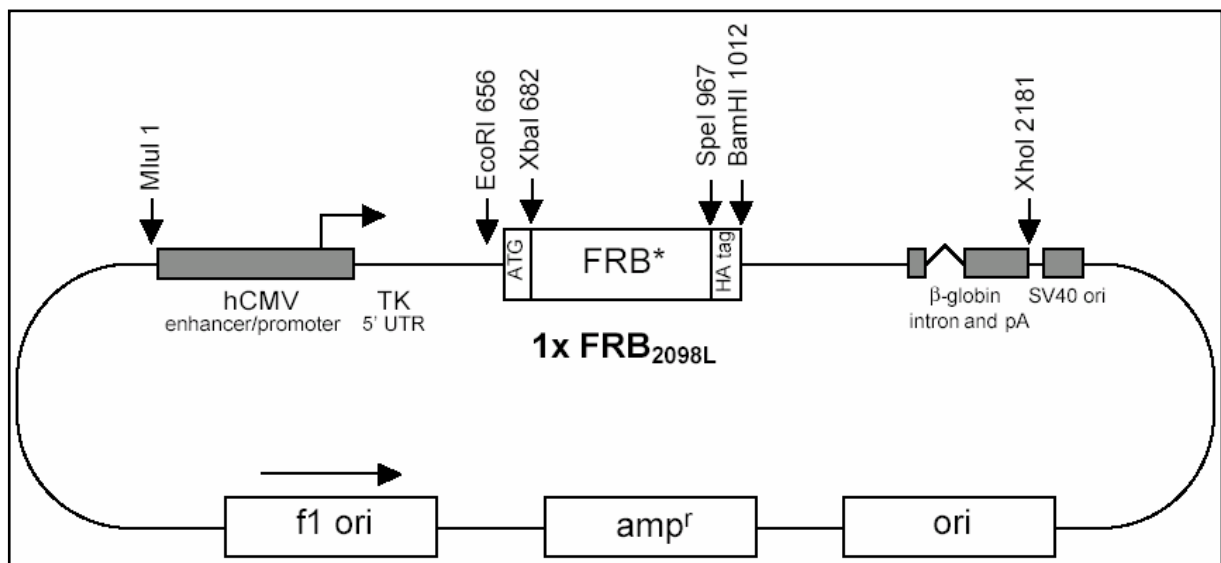 MluI 1
EcoRI 656
XbaI 682
SpeI 967
BamHI 1012
XhoI 2181
ATG
FRB*
HA tag
hCMV
enhancer/promoter
TK
5' UTR
β-globin
intron and pA
SV40 ori
1x FRB2098L
f1 ori
ampr
ori